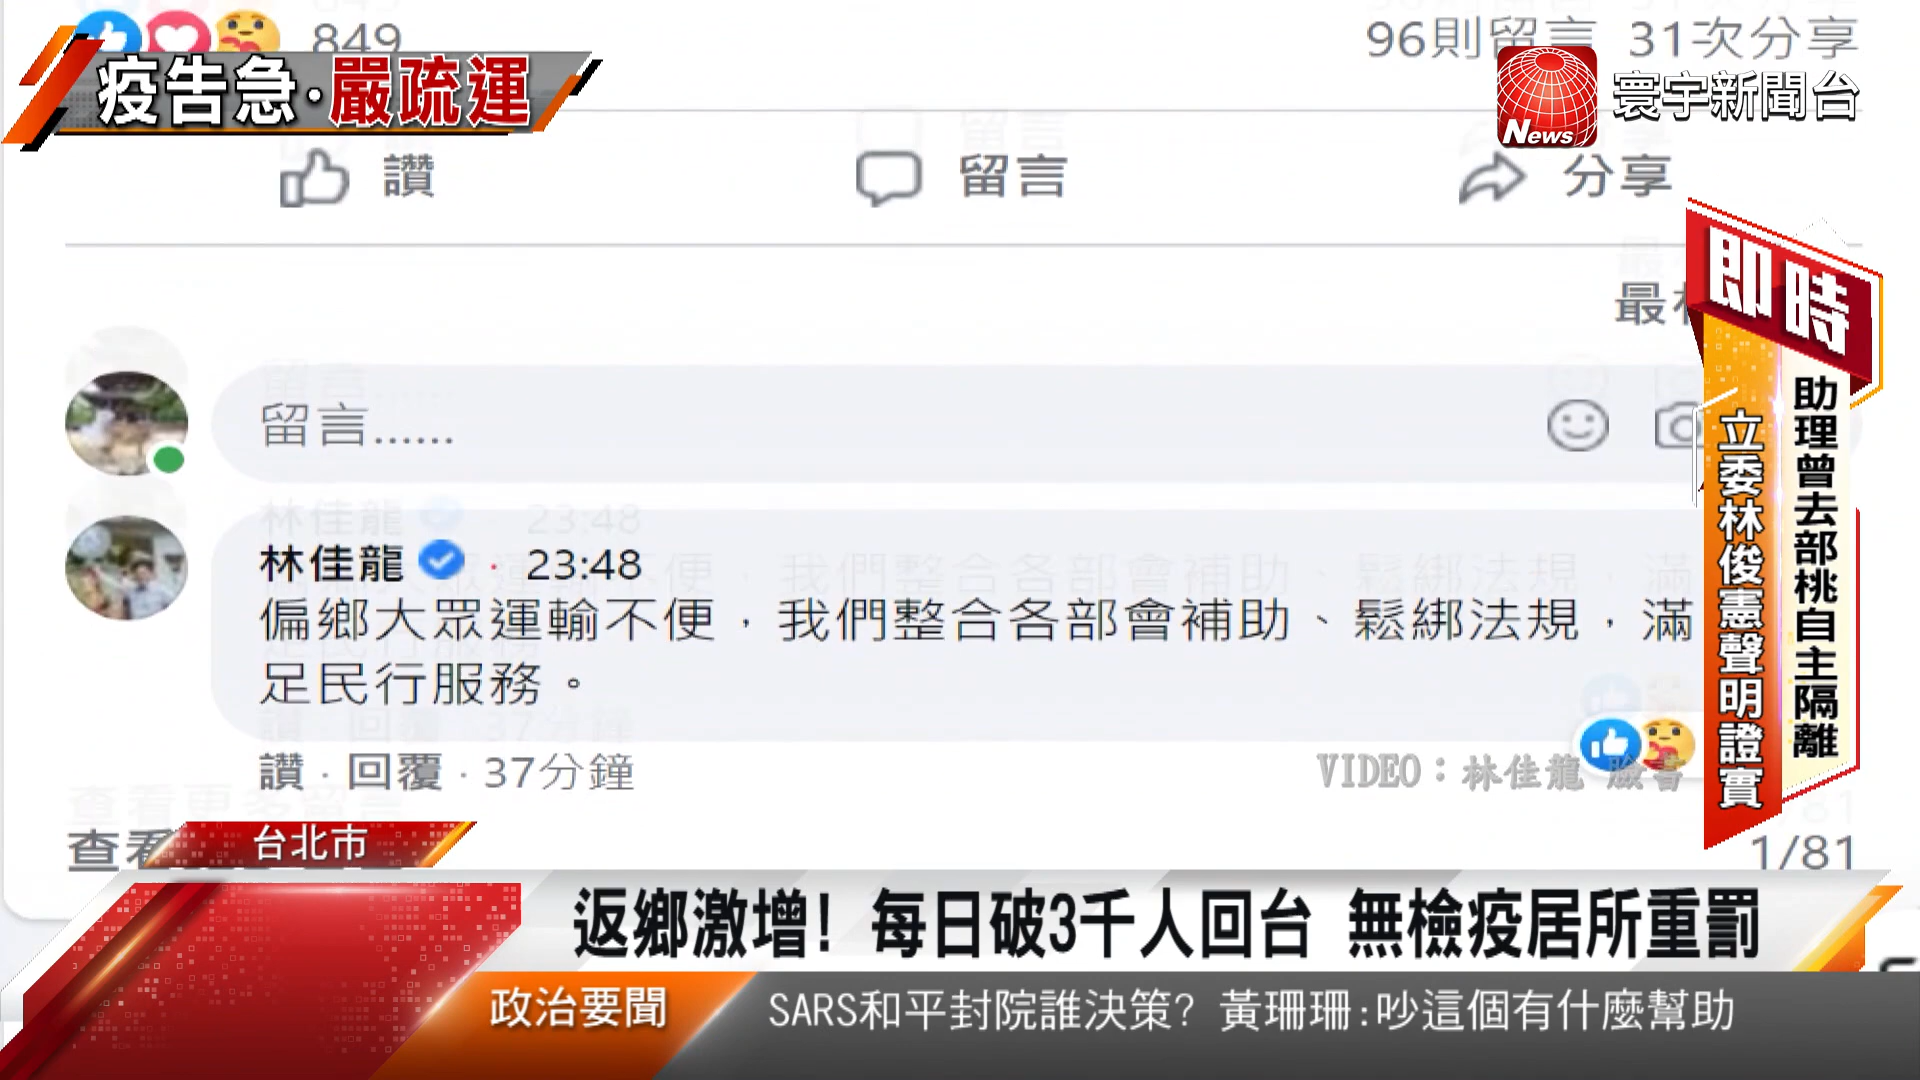 849
96則留言 31次分享
疫告急·嚴疏運
News
寰宇新聞台
讚
留言
分享
最
即時
助理曾去部桃自主隔離
立委林俊憲聲明證實
留言......
林佳龍 · 23:48
偏鄉大眾運輸不便，我們整合各部會補助、鬆綁法規，滿
足民行服務。
讚 · 回覆 · 37分鐘
VIDEO：林佳龍 臉書
查看
1/81
台北市
返鄉激增! 每日破3千人回台 無檢疫居所重罰
政治要聞
SARS和平封院誰決策? 黃珊珊:吵這個有什麼幫助